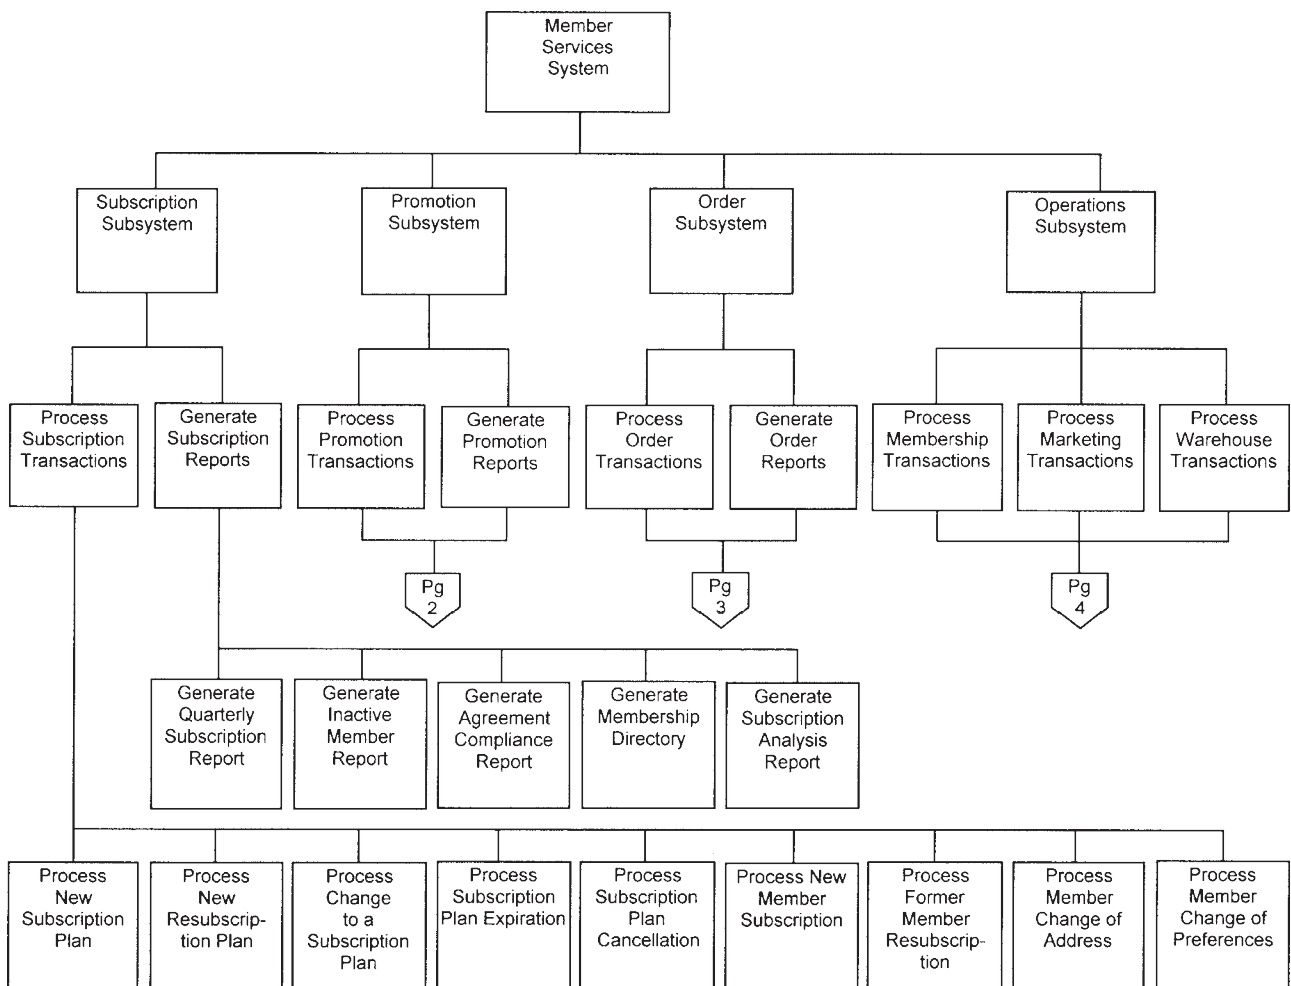 Member
Services
System
Subscription
Subsystem
Promotion
Subsystem
Order
Subsystem
Operations
Subsystem
Process
Subscription
Transactions
Generate
Subscription
Reports
Process
Promotion
Transactions
Generate
Promotion
Reports
Process
Order
Transactions
Generate
Order
Reports
Process
Membership
Transactions
Process
Marketing
Transactions
Process
Warehouse
Transactions
Pg
2
Pg
3
Pg
4
Generate
Quarterly
Subscription
Report
Generate
Inactive
Member
Report
Generate
Agreement
Compliance
Report
Generate
Membership
Directory
Generate
Subscription
Analysis
Report
Process
New
Subscription
Plan
Process
New
Resubscrip-
tion Plan
Process
Change
to a
Subscription
Plan
Process
Subscription
Plan Expiration
Process
Subscription
Plan
Cancellation
Process New
Member
Subscription
Process
Former
Member
Resubscrip-
tion
Process
Member
Change of
Address
Process
Member
Change of
Preferences